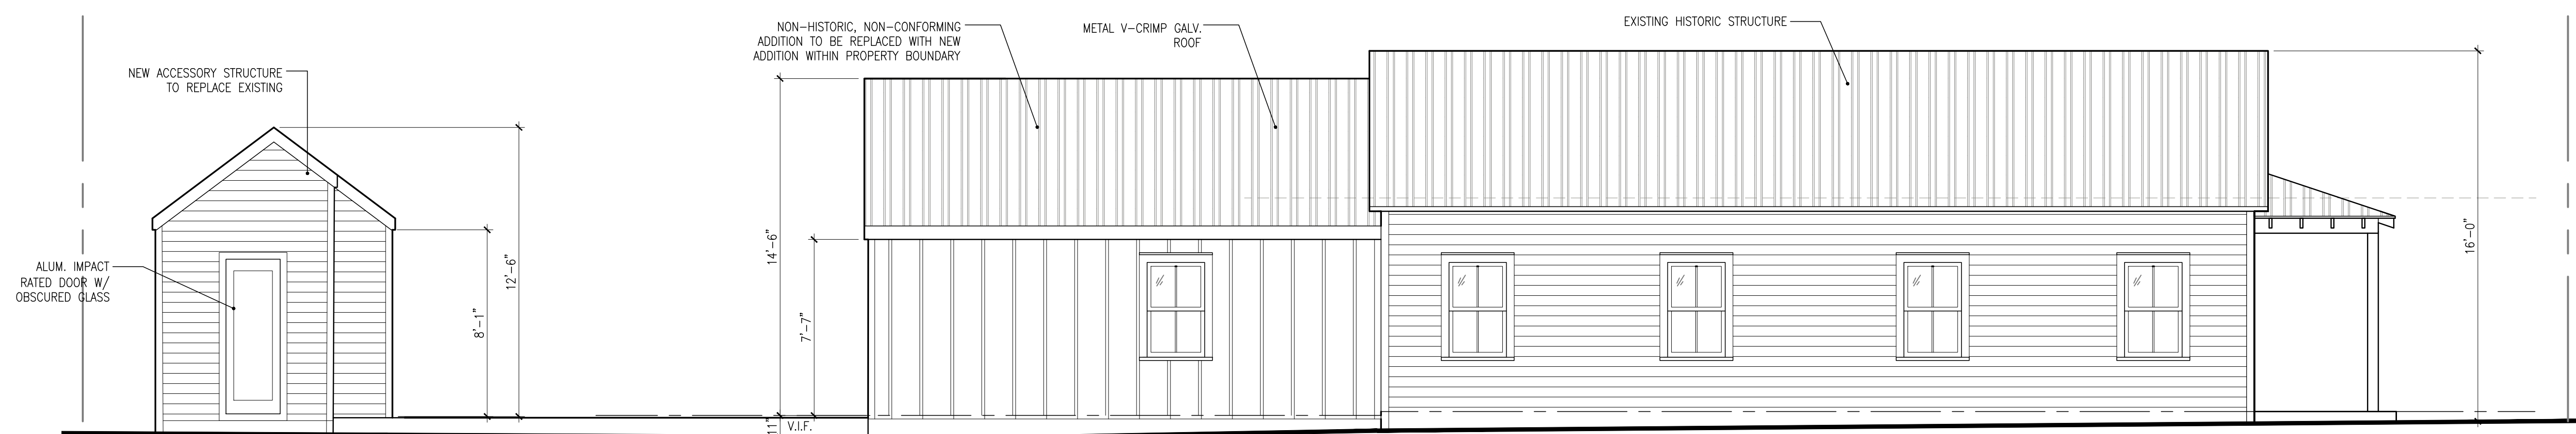 NEW ACCESSORY STRUCTURE
TO REPLACE EXISTING
ALUM. IMPACT
RATED DOOR W/
OBSCURED GLASS
8'-1"
12'-6"
NON-HISTORIC, NON-CONFORMING
ADDITION TO BE REPLACED WITH NEW
ADDITION WITHIN PROPERTY BOUNDARY
METAL V-CRIMP GALV.
ROOF
14'-6"
7'-7"
11"
V.I.F.
EXISTING HISTORIC STRUCTURE
16'-0"